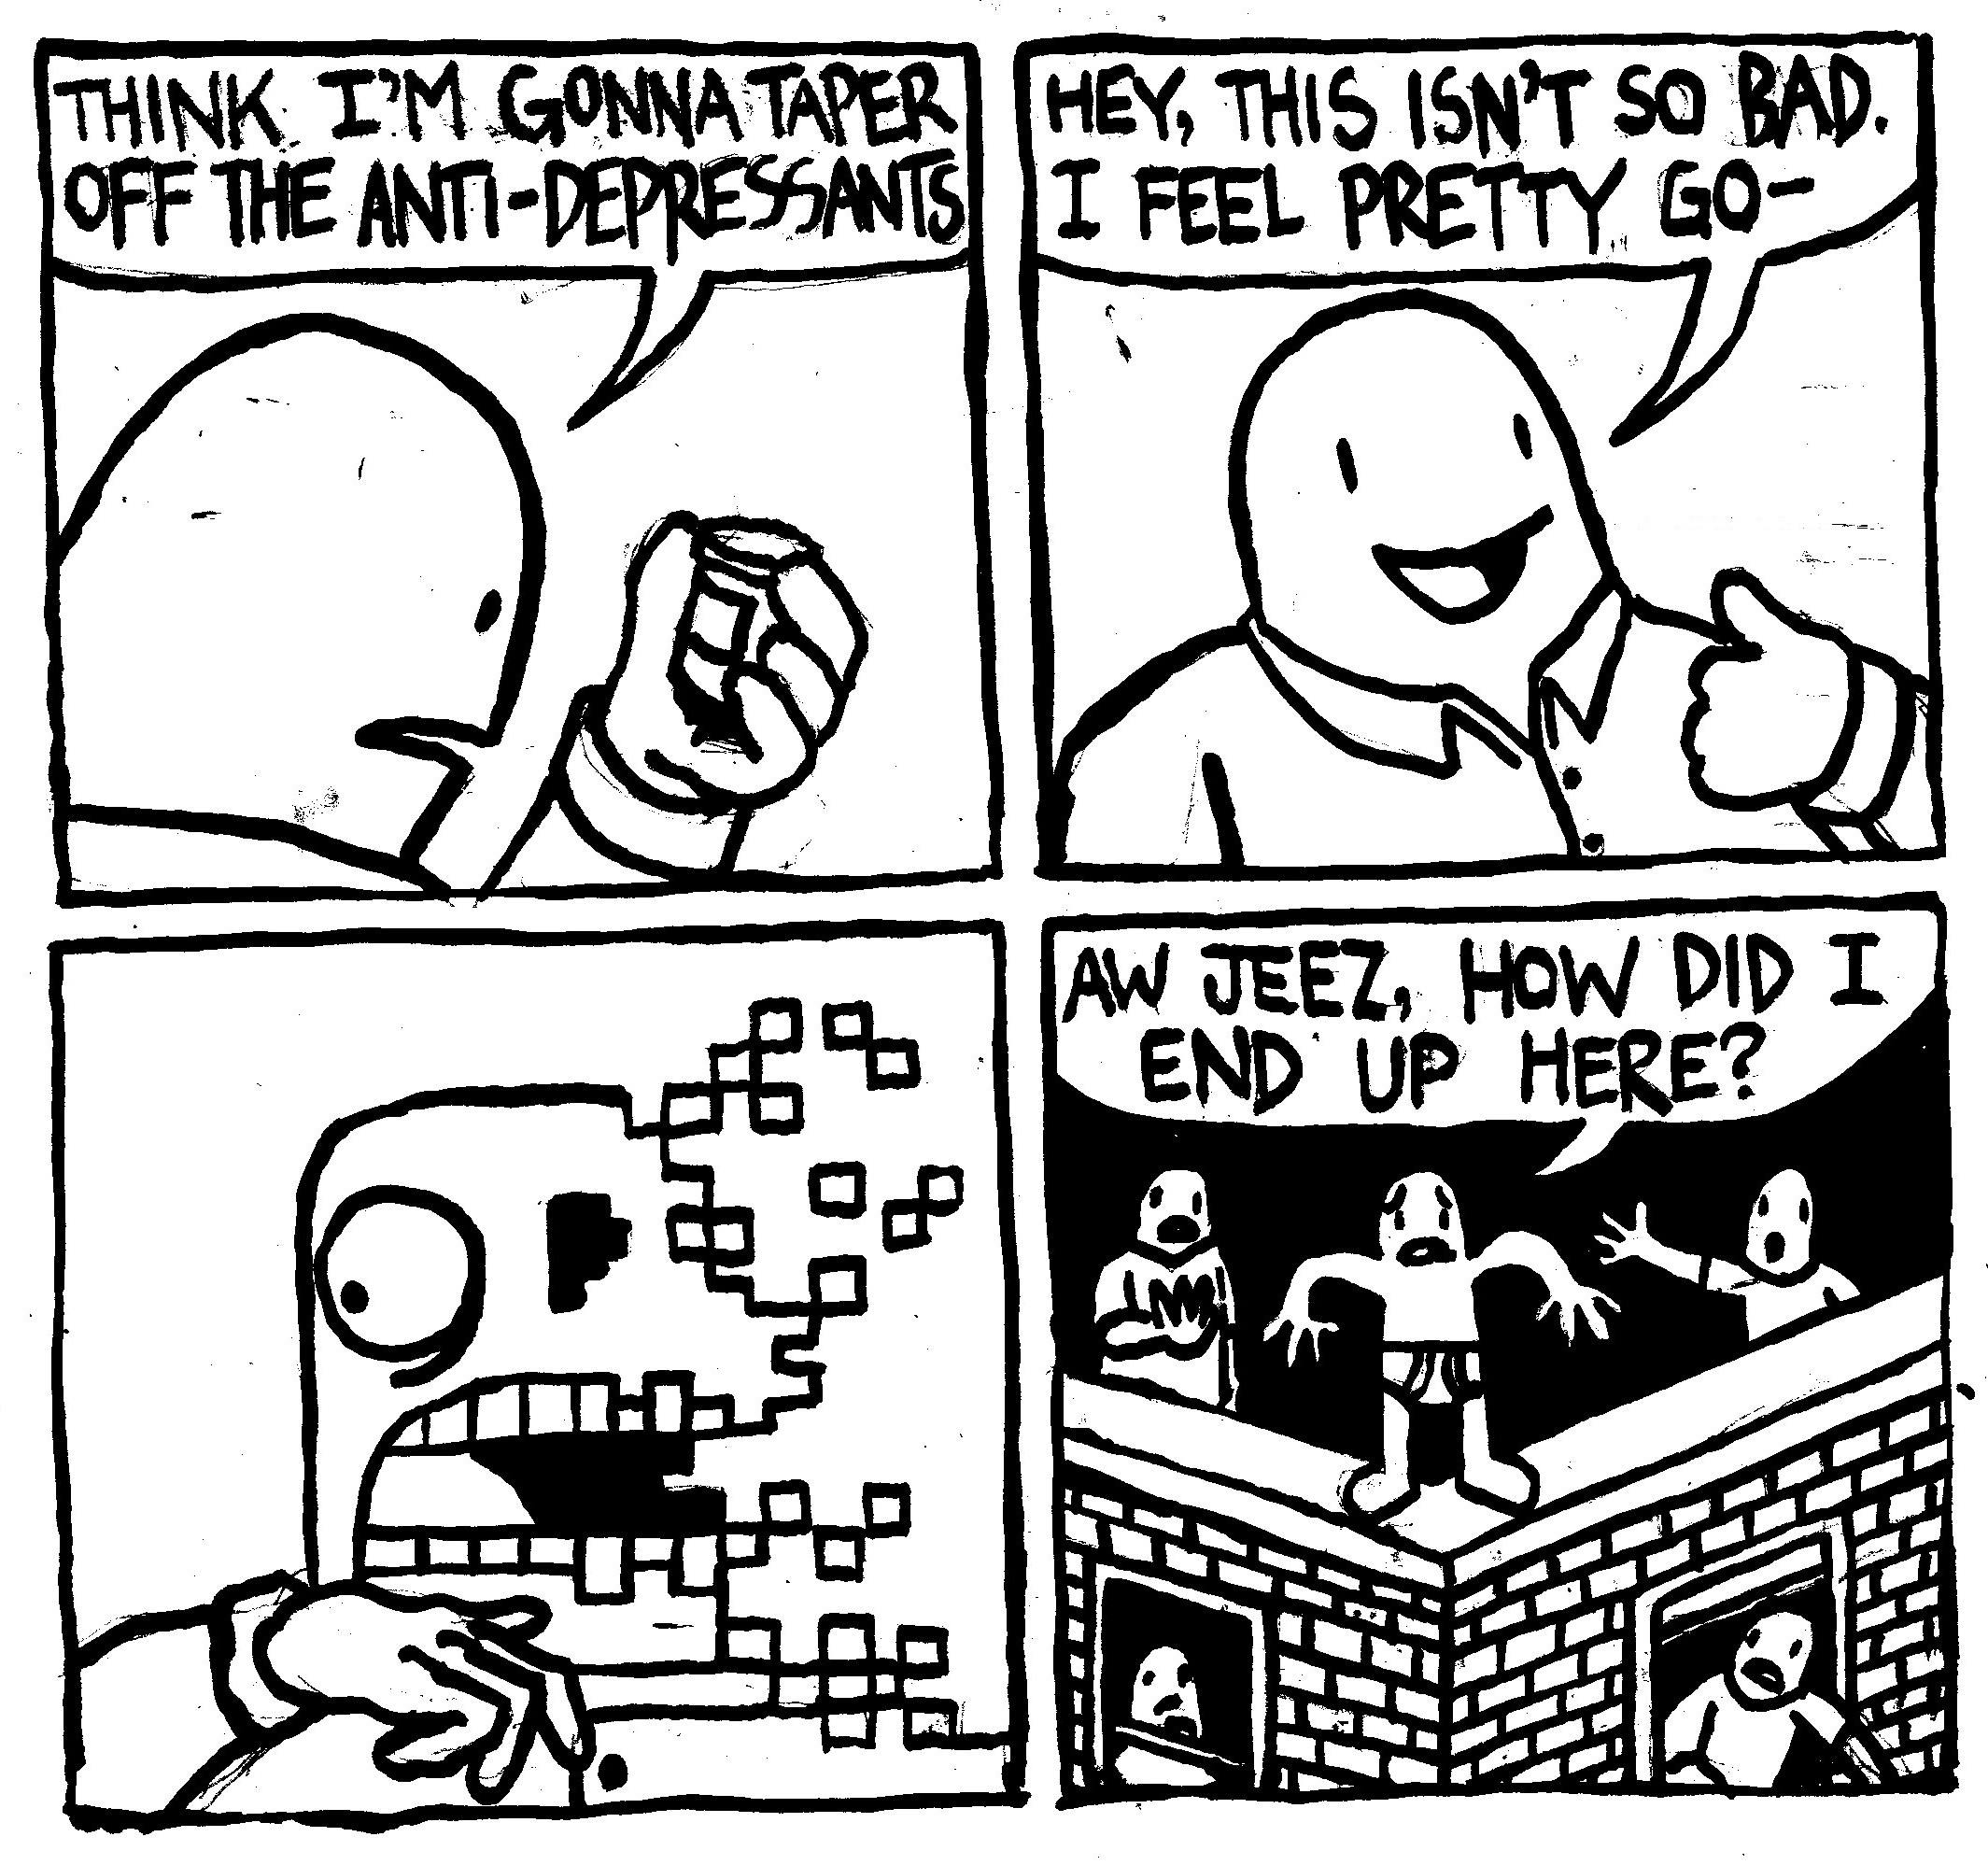 THINK I'M GONNA TAPER
OFF THE ANTI-DEPRESSANTS
HEY, THIS ISN'T SO BAD.
I FEEL PRETTY GO-
AW JEEZ, HOW DID I
END UP HERE?